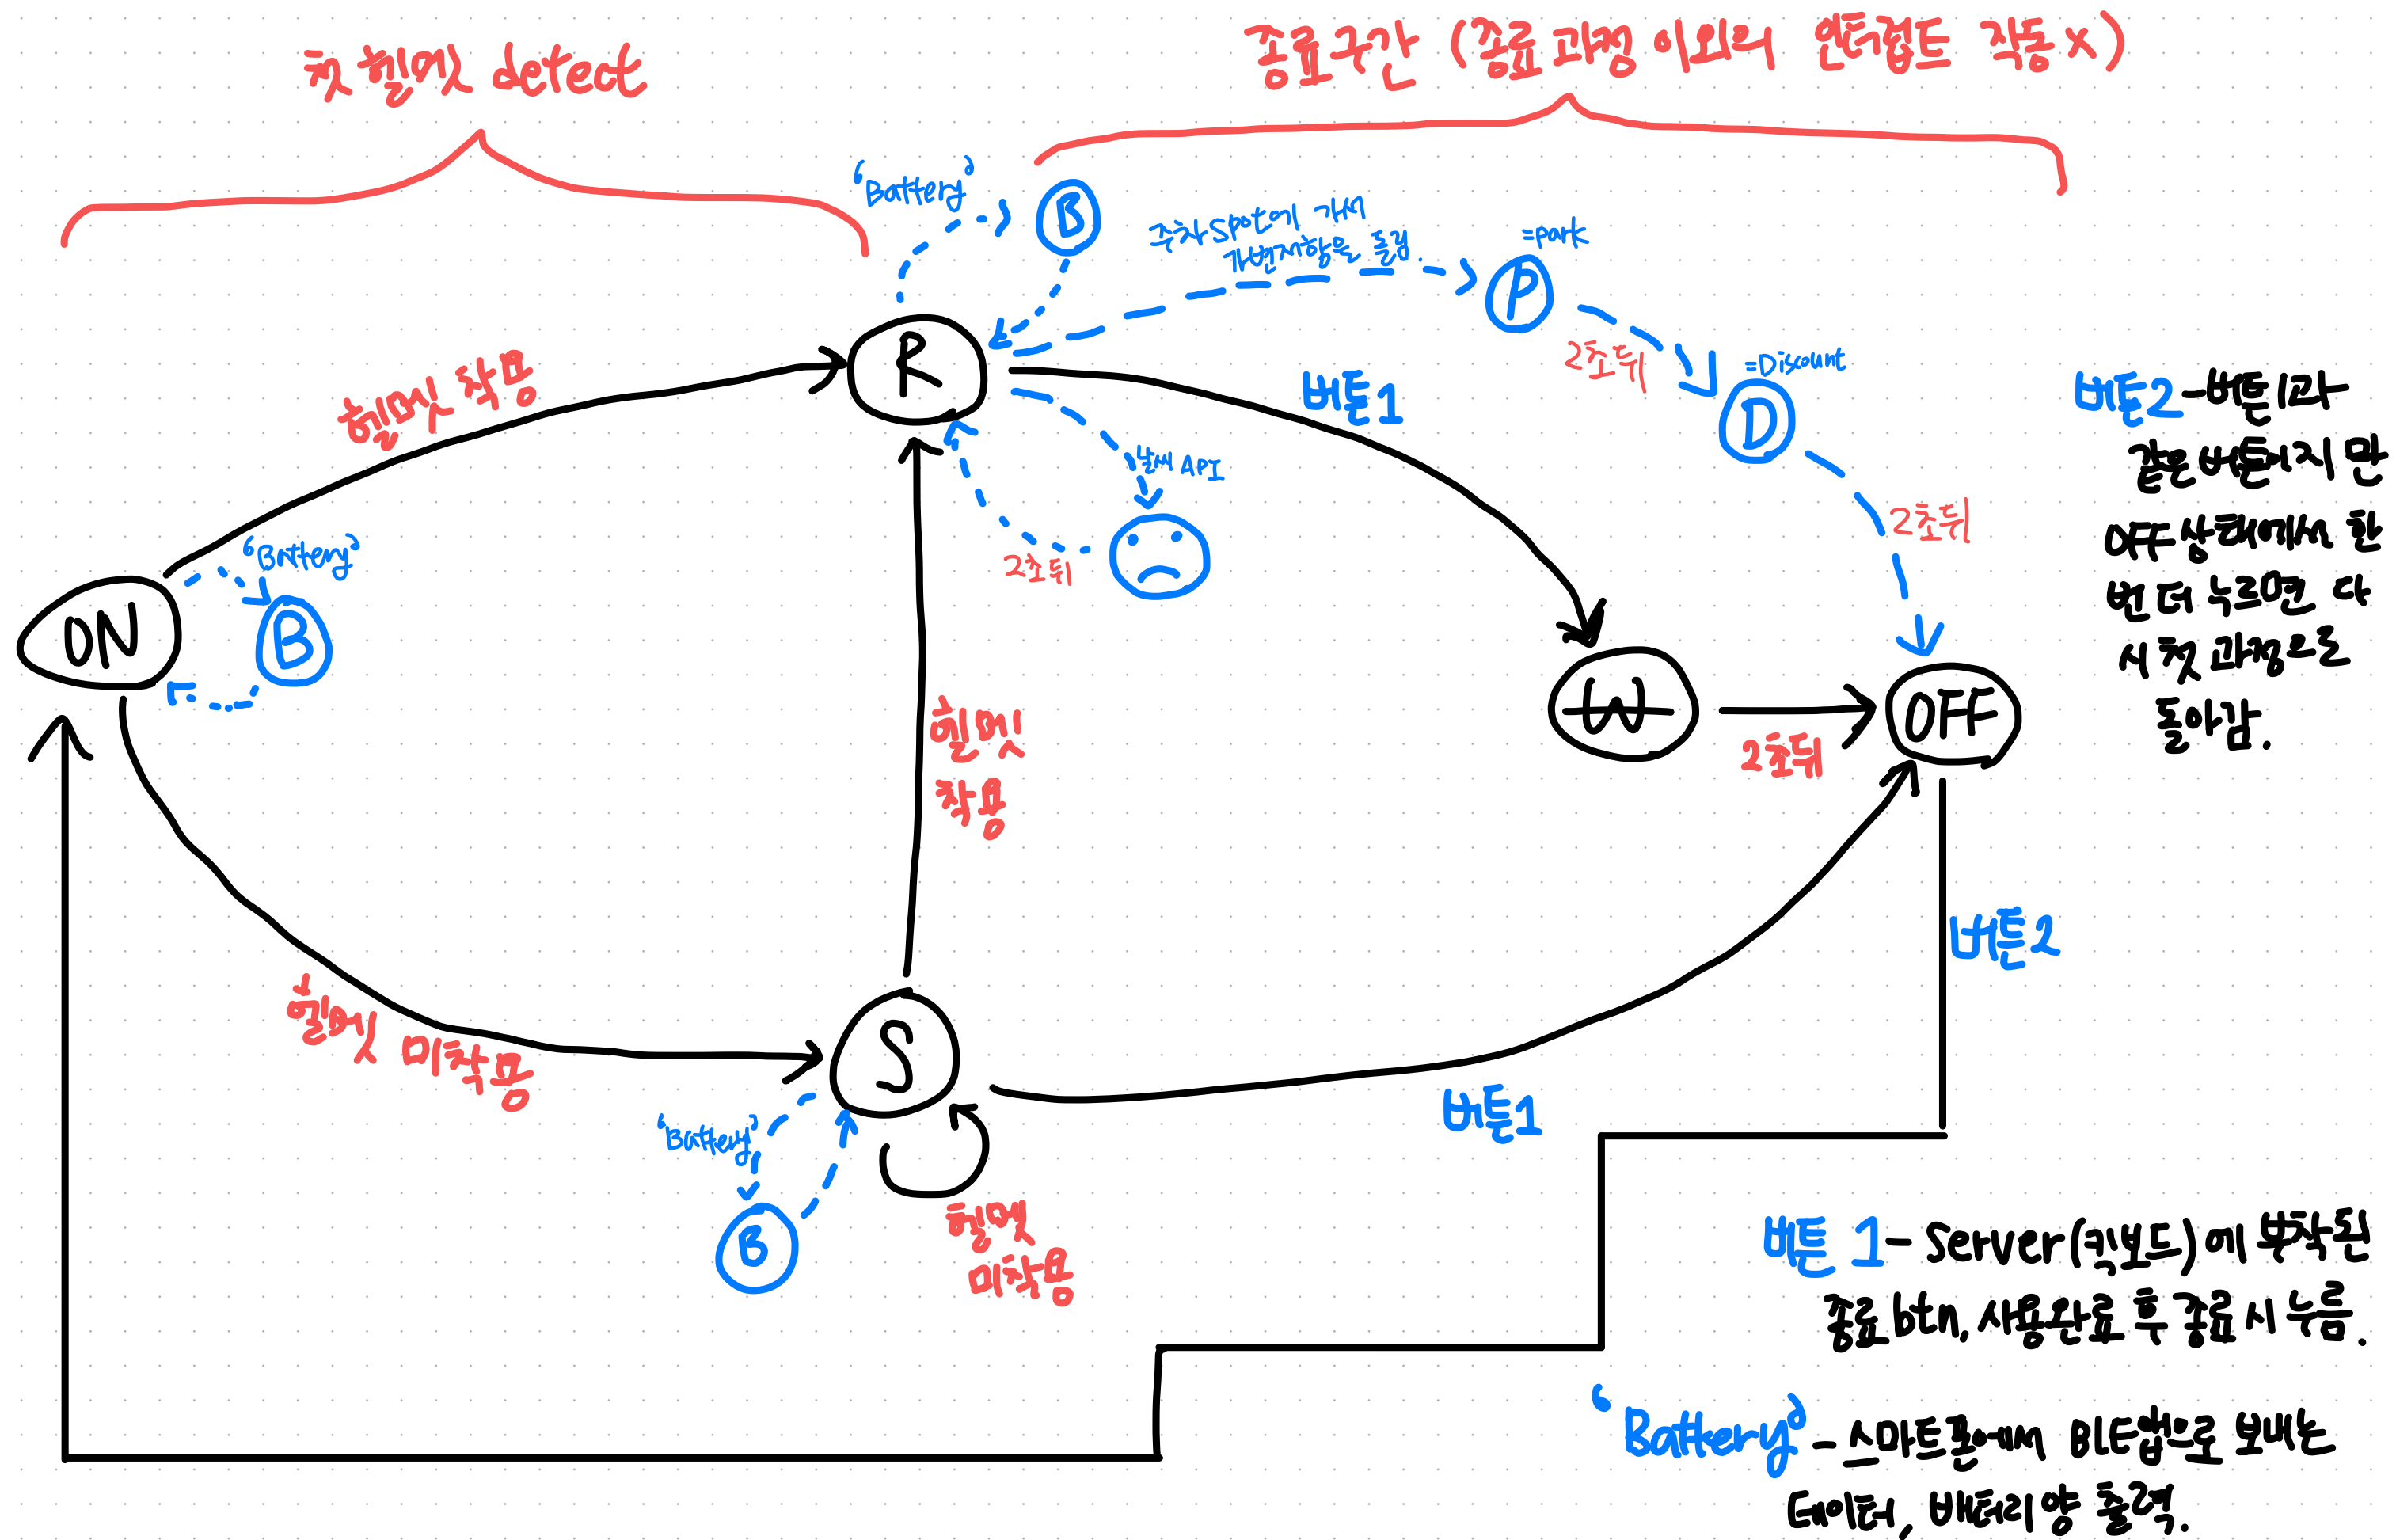 첫 헬멧 detect
종료구간 (종료과정 이외의 인터럽트 작동 X)
"Battery"
B
주차 spot에 가서
가변저항을 돌림.
=Park
P
R
2초뒤
=Discount
D
헬멧 착용
버튼1
버튼2 - 버튼1과
같은 버튼이지만
OFF 상태에서 한
번 더 누르면 다
시 첫 과정으로
돌아감.
날씨 API
2초뒤
2초뒤
"Battery"
ON
B
W
OFF
2초뒤
헬멧
착용
버튼2
헬멧 미착용
S
버튼1
"Battery"
B
헬멧
미착용
버튼 1 - Server(킥보드)에 부착된
종료 btn, 사용완료 후 종료 시 누름.
"Battery" - 스마트폰에서 BLE앱으로 보내는
데이터, 배터리 양 출력.